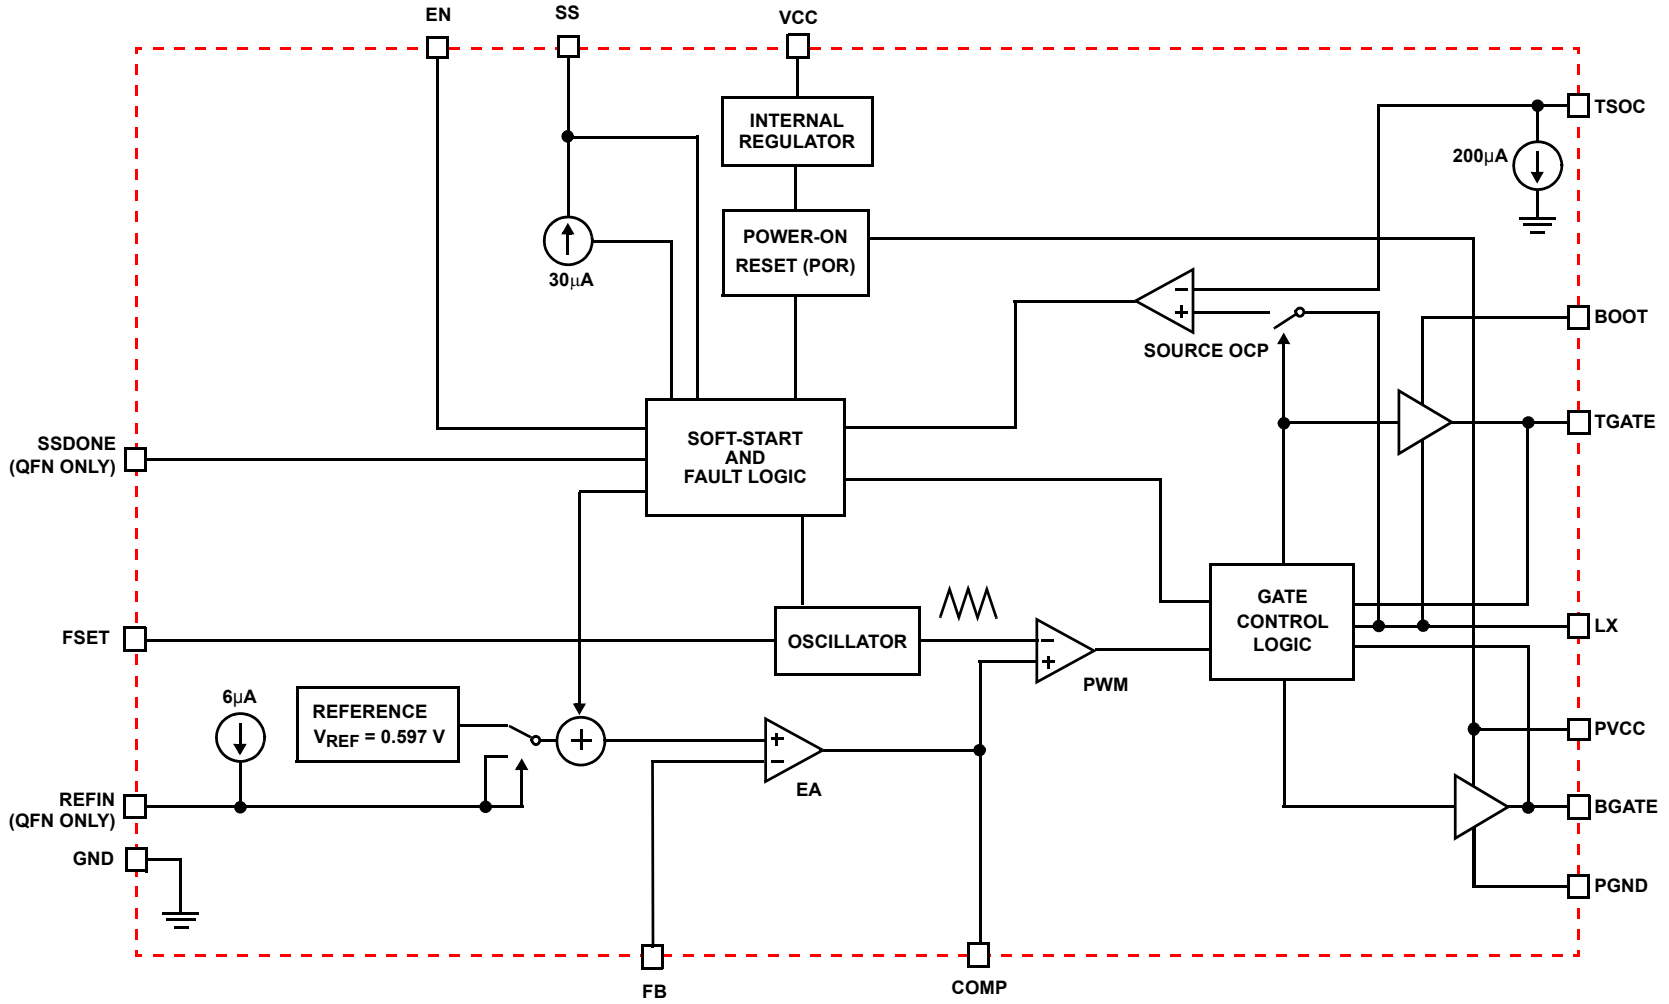 EN
SS
VCC
TSOC
INTERNAL
REGULATOR
200µA
POWER-ON
RESET (POR)
30µA
−
+
SOURCE OCP
BOOT
TGATE
SSDONE
(QFN ONLY)
SOFT-START
AND
FAULT LOGIC
GATE
CONTROL
LOGIC
LX
FSET
OSCILLATOR
−
+
PWM
6µA
REFERENCE
VREF = 0.597 V
+
+
−
EA
PVCC
REFIN
(QFN ONLY)
BGATE
GND
PGND
FB
COMP